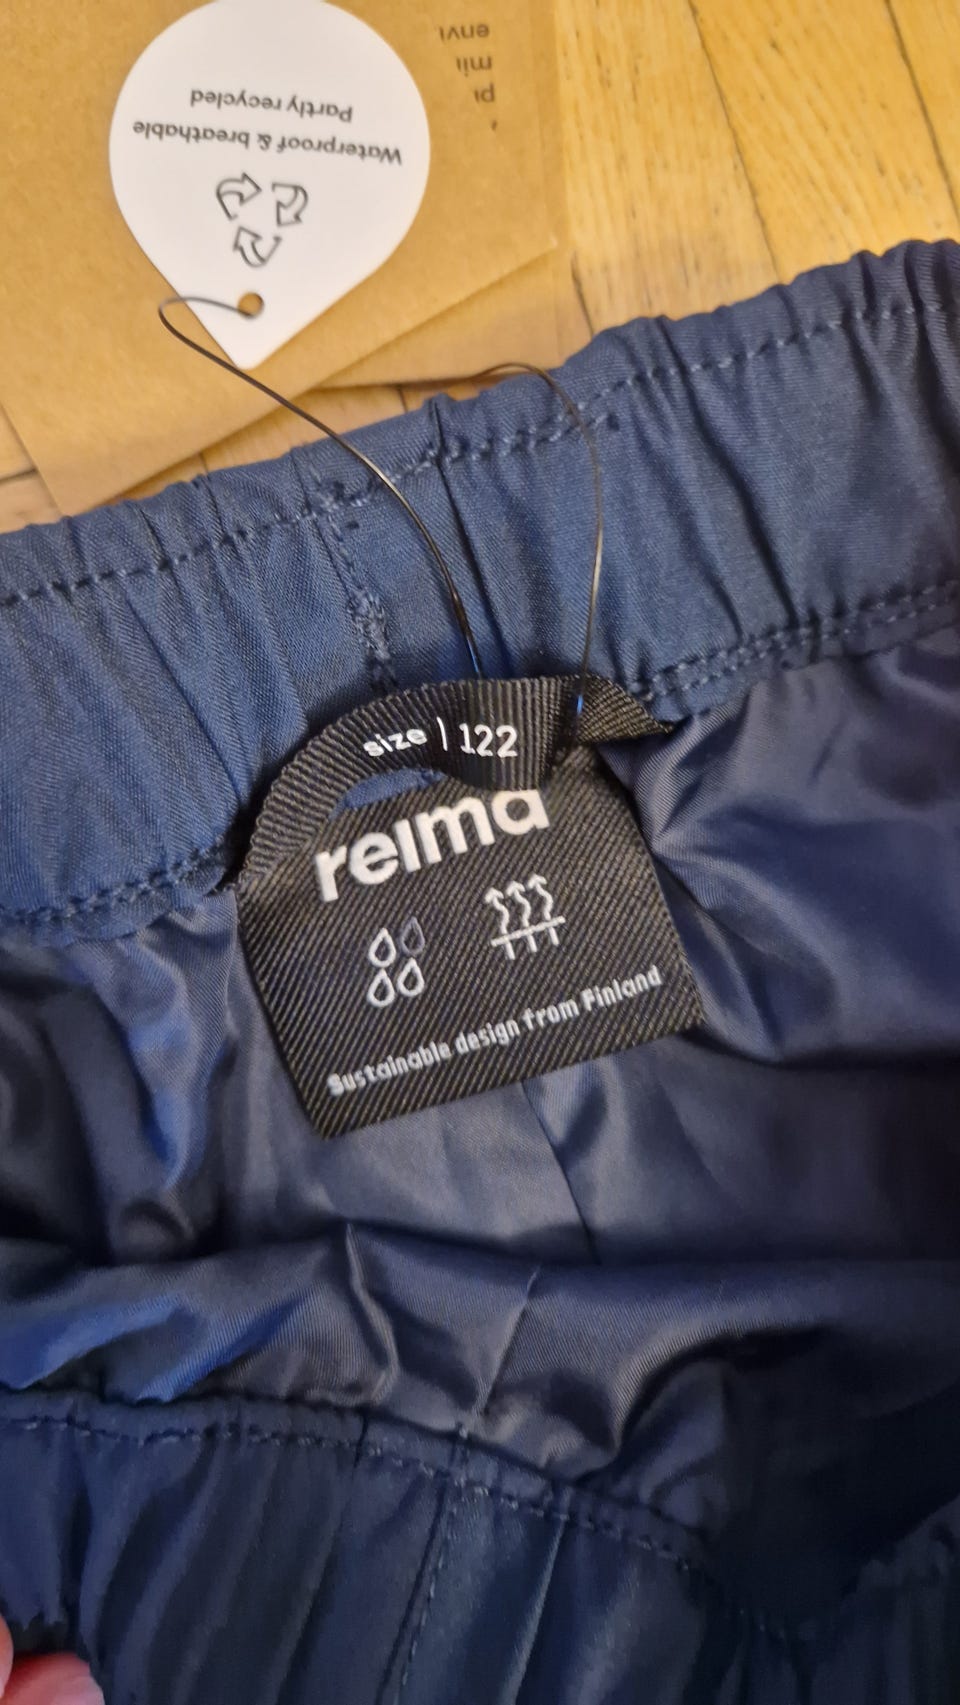 Waterproof & breathable
Partly recycled
size | 122
reima
Sustainable design from Finland